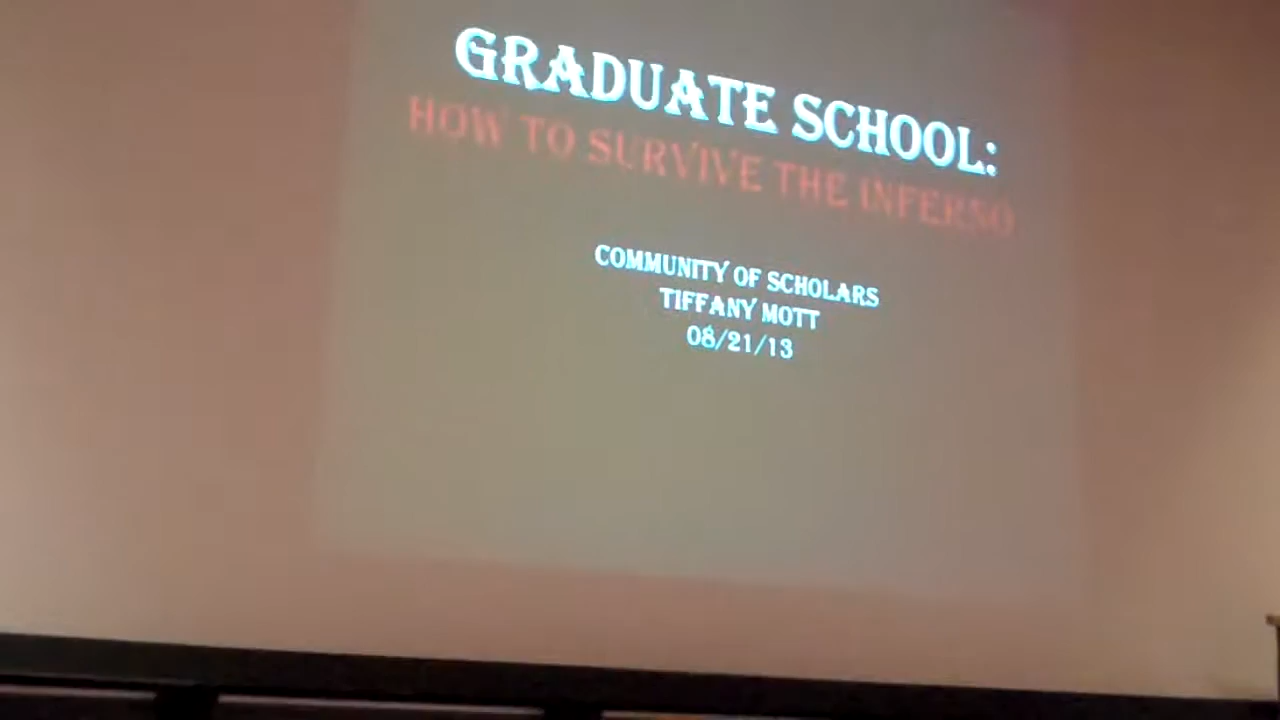 GRADUATE SCHOOL:
HOW TO SURVIVE THE INFERNO
COMMUNITY OF SCHOLARS
TIFFANY MOTT
08/21/13